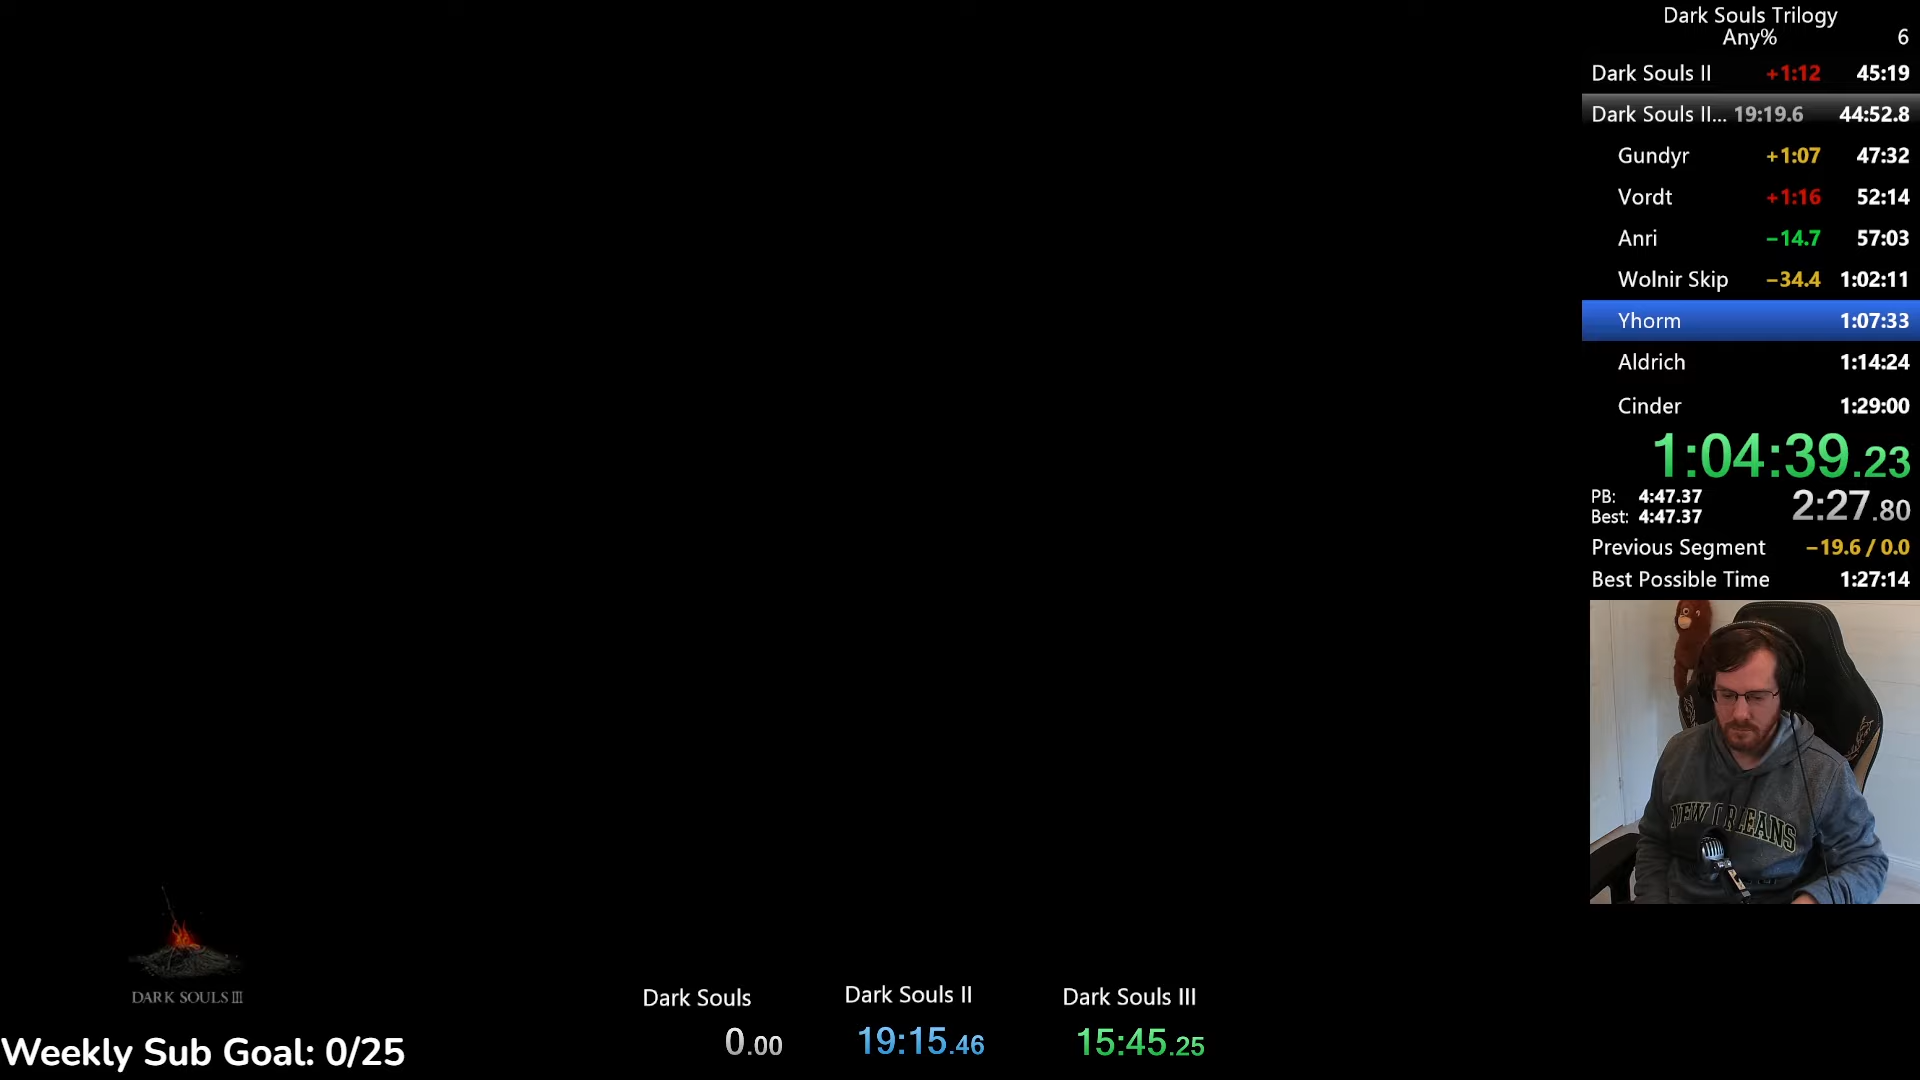 Dark Souls Trilogy
Any% 6
Dark Souls II +1:12 45:19
Dark Souls II... 19:19.6 44:52.8
Gundyr +1:07 47:32
Vordt +1:16 52:14
Anri −14.7 57:03
Wolnir Skip −34.4 1:02:11
Yhorm 1:07:33
Aldrich 1:14:24
Cinder 1:29:00
1:04:39.23
PB: 4:47.37
Best: 4:47.37
2:27.80
Previous Segment −19.6 / 0.0
Best Possible Time 1:27:14
NEW ORLEANS
DARK SOULS III
Dark Souls Dark Souls II Dark Souls III
0.00 19:15.46 15:45.25
Weekly Sub Goal: 0/25